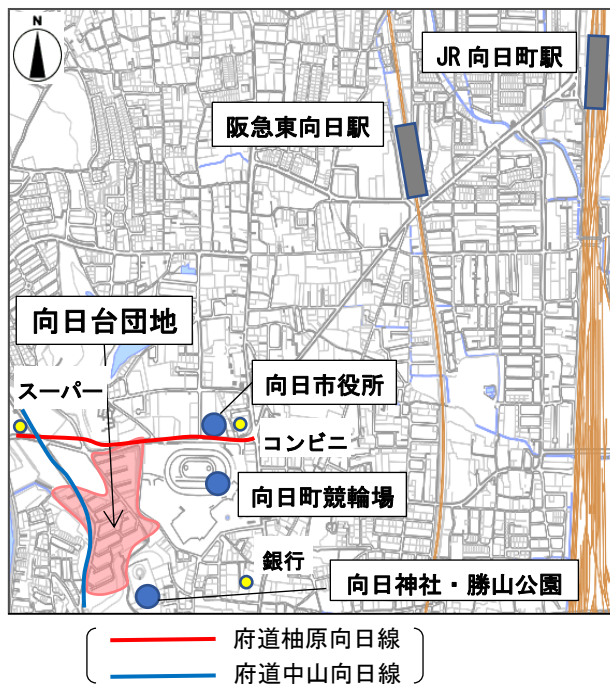 N
JR 向日町駅
阪急東向日駅
向日台団地
スーパー
向日市役所
コンビニ
向日町競輪場
銀行
向日神社・勝山公園
府道柚原向日線
府道中山向日線